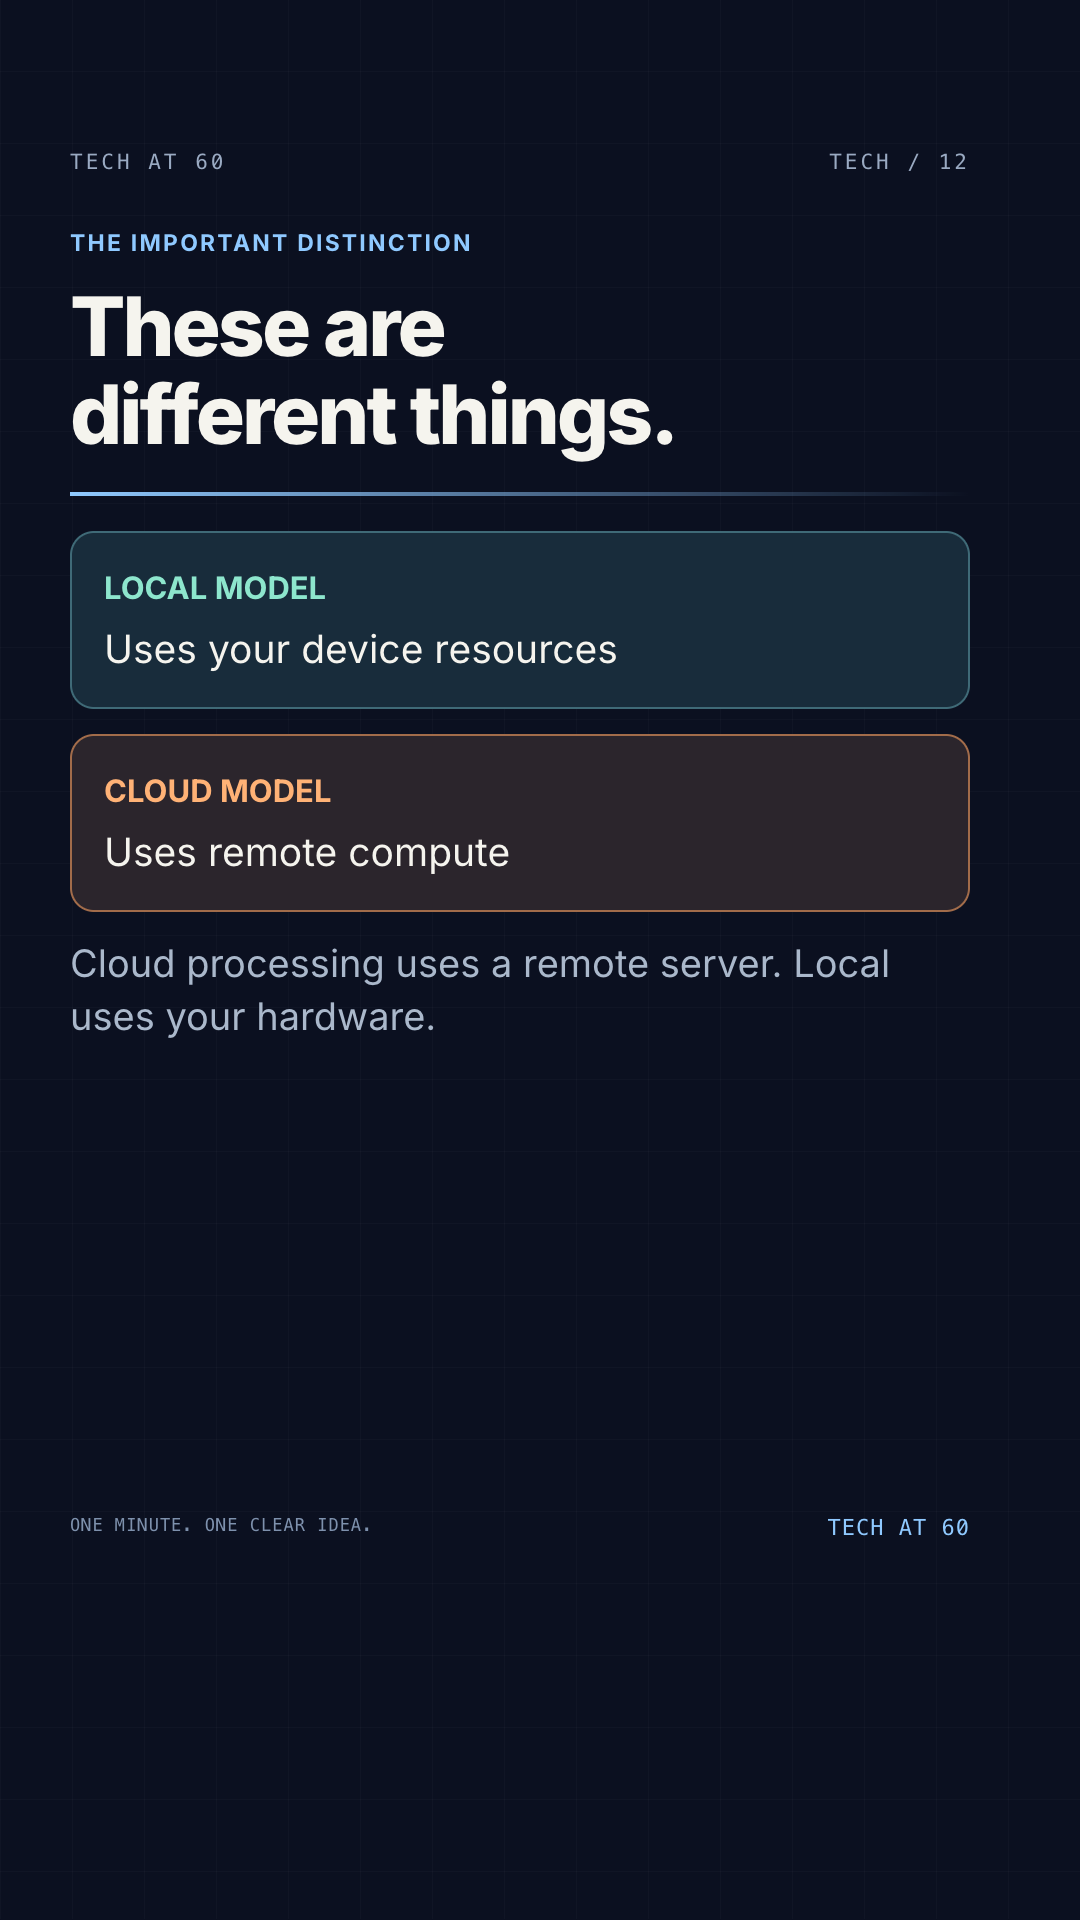 TECH AT 60
TECH / 12
THE IMPORTANT DISTINCTION
These are
different things.
LOCAL MODEL
Uses your device resources
CLOUD MODEL
Uses remote compute
Cloud processing uses a remote server. Local
uses your hardware.
ONE MINUTE. ONE CLEAR IDEA.
TECH AT 60